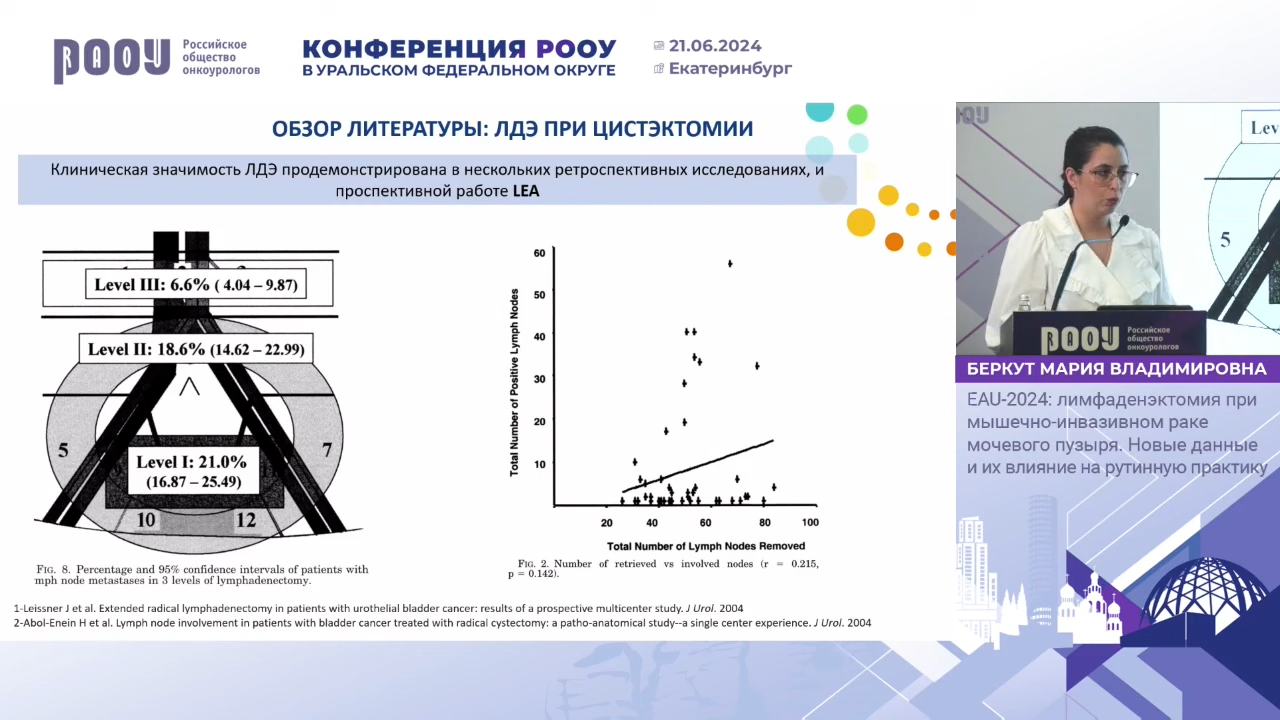 РООУ
Российское
общество
онкоурологов
КОНФЕРЕНЦИЯ РООУ
В УРАЛЬСКОМ ФЕДЕРАЛЬНОМ ОКРУГЕ
21.06.2024
Екатеринбург
ОБЗОР ЛИТЕРАТУРЫ: ЛДЭ ПРИ ЦИСТЭКТОМИИ
Клиническая значимость ЛДЭ продемонстрирована в нескольких ретроспективных исследованиях, и
проспективной работе LEA
Level III: 6.6% ( 4.04 – 9.87)
Level II: 18.6% (14.62 – 22.99)
5
7
Level I: 21.0%
(16.87 – 25.49)
10
12
FIG. 8. Percentage and 95% confidence intervals of patients with
mph node metastases in 3 levels of lymphadenectomy.
Total Number of Positive Lymph Nodes
60
50
40
30
20
10
20
40
60
80
100
Total Number of Lymph Nodes Removed
FIG. 2. Number of retrieved vs involved nodes (r = 0.215,
p = 0.142).
1-Leissner J et al. Extended radical lymphadenectomy in patients with urothelial bladder cancer: results of a prospective multicenter study. J Urol. 2004
2-Abol-Enein H et al. Lymph node involvement in patients with bladder cancer treated with radical cystectomy: a patho-anatomical study--a single center experience. J Urol. 2004
Lev
5
РООУ
Российское
общество
онкоурологов
БЕРКУТ МАРИЯ ВЛАДИМИРОВНА
EAU-2024: лимфаденэктомия при
мышечно-инвазивном раке
мочевого пузыря. Новые данные
и их влияние на рутинную практику